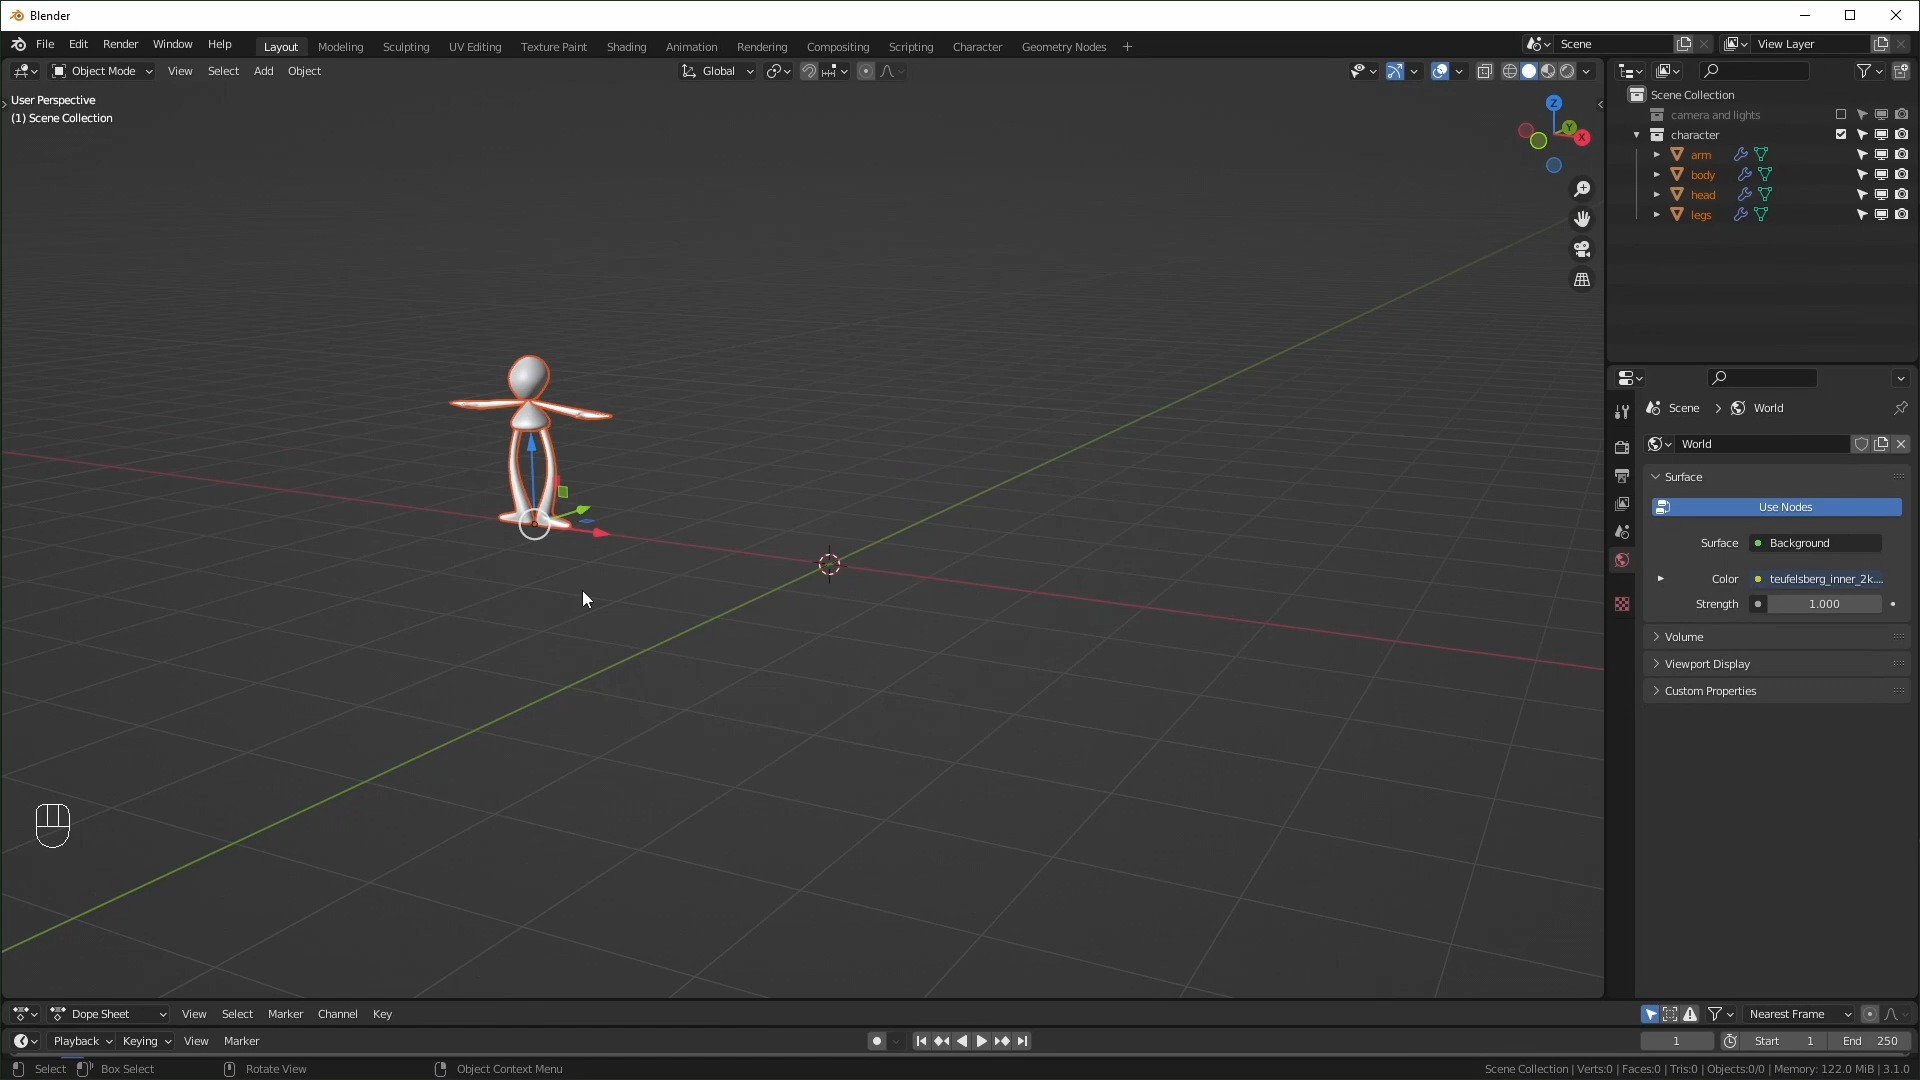 Blender
File Edit Render Window Help Layout Modeling Sculpting UV Editing Texture Paint Shading Animation Rendering Compositing Scripting Character Geometry Nodes + Scene View Layer
Object Mode View Select Add Object Global
User Perspective
(1) Scene Collection
Z
Y
X
Scene Collection
camera and lights
character
arm
body
head
legs
Scene > World
World
Surface
Use Nodes
Surface Background
Color teufelsberg_inner_2k....
Strength 1.000
Volume
Viewport Display
Custom Properties
Dope Sheet View Select Marker Channel Key Nearest Frame
Playback Keying View Marker 1 Start 1 End 250
Select Box Select Rotate View Object Context Menu Scene Collection | Verts:0 | Faces:0 | Tris:0 | Objects:0/0 | Memory: 122.0 MiB | 3.1.0